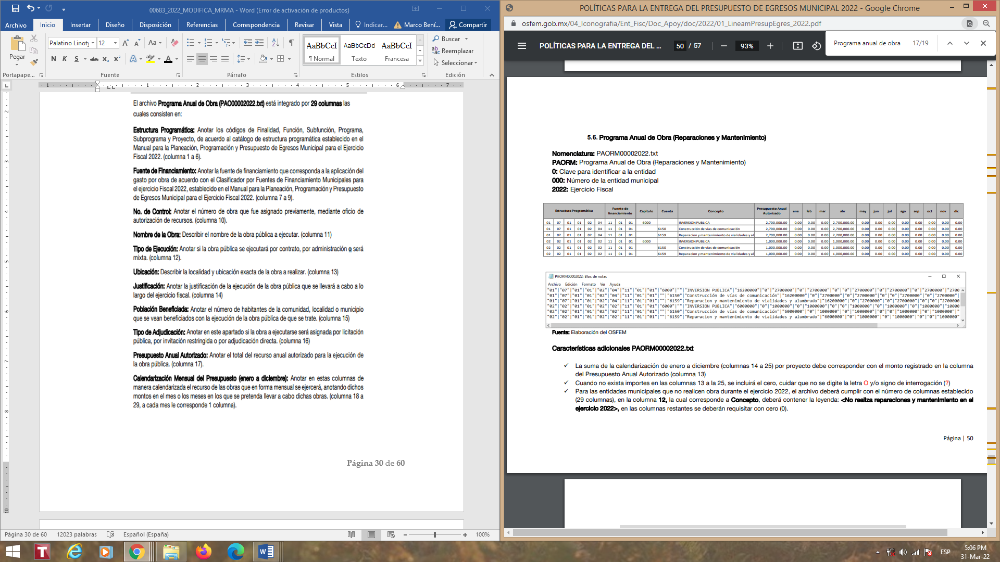 00683_2022_MODIFICA_MRMA - Word (Error de activación de productos)
Archivo Inicio Insertar Diseño Disposición Referencias Correspondencia Revisar Vista Indicar... Marco Bení... Compartir
Palatino Linoty 12
Pegar
Buscar
Reemplazar
Seleccionar
AaBbCcI AaBbCcDd AaBbCcI
¶ Normal Texto Francesa
Portapape... Fuente Párrafo Estilos Edición
El archivo Programa Anual de Obra (PAO00002022.txt) está integrado por 29 columnas las
cuales consisten en:
Estructura Programática: Anotar los códigos de Finalidad, Función, Subfunción, Programa,
Subprograma y Proyecto, de acuerdo al catálogo de estructura programática establecido en el
Manual para la Planeación, Programación y Presupuesto de Egresos Municipal para el Ejercicio
Fiscal 2022. (columna 1 a 6).
Fuente de Financiamiento: Anotar la fuente de financiamiento que corresponda a la aplicación del
gasto por obra de acuerdo con el Clasificador por Fuentes de Financiamiento Municipales para
el ejercicio Fiscal 2022, establecido en el Manual para la Planeación, Programación y Presupuesto
de Egresos Municipal para el Ejercicio Fiscal 2022. (columna 7 a 9).
No. de Control: Anotar el número de obra que fue asignado previamente, mediante oficio de
autorización de recursos. (columna 10).
Nombre de la Obra: Describir el nombre de la obra pública a ejecutar. (columna 11)
Tipo de Ejecución: Anotar si la obra pública se ejecutará por contrato, por administración o será
mixta. (columna 12).
Ubicación: Describir la localidad y ubicación exacta de la obra a realizar. (columna 13)
Justificación: Anotar la justificación de la ejecución de la obra pública que se llevará a cabo a lo
largo del ejercicio fiscal. (columna 14)
Población Beneficiada: Anotar el número de habitantes de la comunidad, localidad o municipio
que se vean beneficiados con la ejecución de la obra pública de que se trate. (columna 15)
Tipo de Adjudicación: Anotar en este apartado si la obra a ejecutarse será asignada por licitación
pública, por invitación restringida o por adjudicación directa. (columna 16)
Presupuesto Anual Autorizado: Anotar el total del recurso anual autorizado para la ejecución de
la obra pública. (columna 17).
Calendarización Mensual del Presupuesto (enero a diciembre): Anotar en estas columnas de
manera calendarizada el recurso de las obras que en forma mensual se ejercerá, anotando dichos
montos en el mes o los meses en los que se pretenda llevar a cabo dichas obras. (columna 18 a
29, a cada mes le corresponde 1 columna).
Página 30 de 60
Página 30 de 60 12023 palabras Español (España) 100%
POLÍTICAS PARA LA ENTREGA DEL PRESUPUESTO DE EGRESOS MUNICIPAL 2022 - Google Chrome
osfem.gob.mx/04_Iconografia/Ent_Fisc/Doc_Apoy/doc/2022/01_LineamPresupEgres_2022.pdf
POLÍTICAS PARA LA ENTREGA DEL ... 50 / 57 93%
Programa anual de obra 17/19
5.6. Programa Anual de Obra (Reparaciones y Mantenimiento)
Nomenclatura: PAORM00002022.txt
PAORM: Programa Anual de Obra (Reparaciones y Mantenimiento)
0: Clave para identificar a la entidad
000: Número de la entidad municipal
2022: Ejercicio Fiscal
Estructura Programática Fuente de financiamiento Capítulo Cuenta Concepto Presupuesto Anual Autorizado ene feb mar abr may jun jul ago sep oct nov dic
01 07 01 01 02 04 11 01 01 6000 INVERSION PUBLICA 2,700,000.00 0.00 0.00 0.00 2,700,000.00 0.00 0.00 0.00 0.00 0.00 0.00 0.00 0.00
01 07 01 01 02 04 11 01 01 6150 Construcción de vías de comunicación 2,700,000.00 0.00 0.00 0.00 2,700,000.00 0.00 0.00 0.00 0.00 0.00 0.00 0.00 0.00
01 07 01 01 02 04 11 01 01 6159 Reparacion y mantenimiento de vialidades y al 2,700,000.00 0.00 0.00 0.00 2,700,000.00 0.00 0.00 0.00 0.00 0.00 0.00 0.00 0.00
02 02 01 01 02 02 11 01 01 6000 INVERSION PUBLICA 1,000,000.00 0.00 0.00 0.00 1,000,000.00 0.00 0.00 0.00 0.00 0.00 0.00 0.00 0.00
02 02 01 01 02 02 11 01 01 6150 Construcción de vías de comunicación 1,000,000.00 0.00 0.00 0.00 1,000,000.00 0.00 0.00 0.00 0.00 0.00 0.00 0.00 0.00
02 02 01 01 02 02 11 01 01 6159 Reparacion y mantenimiento de vialidades y al 1,000,000.00 0.00 0.00 0.00 1,000,000.00 0.00 0.00 0.00 0.00 0.00 0.00 0.00 0.00
PAORM00002022: Bloc de notas
Archivo Edición Formato Ver Ayuda
"01"|"07"|"01"|"01"|"02"|"04"|"11"|"01"|"01"|"6000"|""|"INVERSION PUBLICA"|"16200000"|"0"|"2700000"|"0"|"2700000"|"0"|"0"|"2700000"|"0"|"2700000"|"0"|"2700000"|"2700
"01"|"07"|"01"|"01"|"02"|"04"|"11"|"01"|"01"|""|"6150"|"Construcción de vías de comunicación"|"16200000"|"0"|"2700000"|"0"|"2700000"|"0"|"0"|"2700000"|
"01"|"07"|"01"|"01"|"02"|"04"|"11"|"01"|"01"|""|"6159"|"Reparacion y mantenimiento de vialidades y alumbrado"|"16200000"|"0"|"2700000"|"0"|"0"|"2700000
"02"|"02"|"01"|"01"|"02"|"02"|"11"|"01"|"01"|"6000"|""|"INVERSION PUBLICA"|"6000000"|"0"|"1000000"|"0"|"1000000"|"0"|"0"|"1000000"|"0"|"1000000"|"0"|"10000
"02"|"02"|"01"|"01"|"02"|"02"|"11"|"01"|"01"|""|"6150"|"Construcción de vías de comunicación"|"6000000"|"0"|"1000000"|"0"|"1000000"|"0"|"0"|"1000000"|
"02"|"02"|"01"|"01"|"02"|"02"|"11"|"01"|"01"|""|"6159"|"Reparacion y mantenimiento de vialidades y alumbrado"|"6000000"|"0"|"1000000"|"0"|"0"|"1000000"
Fuente: Elaboración del OSFEM
Características adicionales PAORM00002022.txt
✓ La suma de la calendarización de enero a diciembre (columnas 14 a 25) por proyecto debe corresponder con el monto registrado en la columna
del Presupuesto Anual Autorizado (columna 13)
✓ Cuando no exista importes en las columnas 13 a la 25, se incluirá el cero, cuidar que no se digite la letra O y/o signo de interrogación (?)
✓ Para las entidades municipales que no realicen obra durante el ejercicio 2022, el archivo deberá cumplir con el número de columnas establecido
(29 columnas), en la columna 12, la cual corresponde a Concepto, deberá contener la leyenda: <No realiza reparaciones y mantenimiento en el
ejercicio 2022>, en las columnas restantes se deberán requisitar con cero (0).
Página | 50
ESP 5:06 PM
31-Mar-22